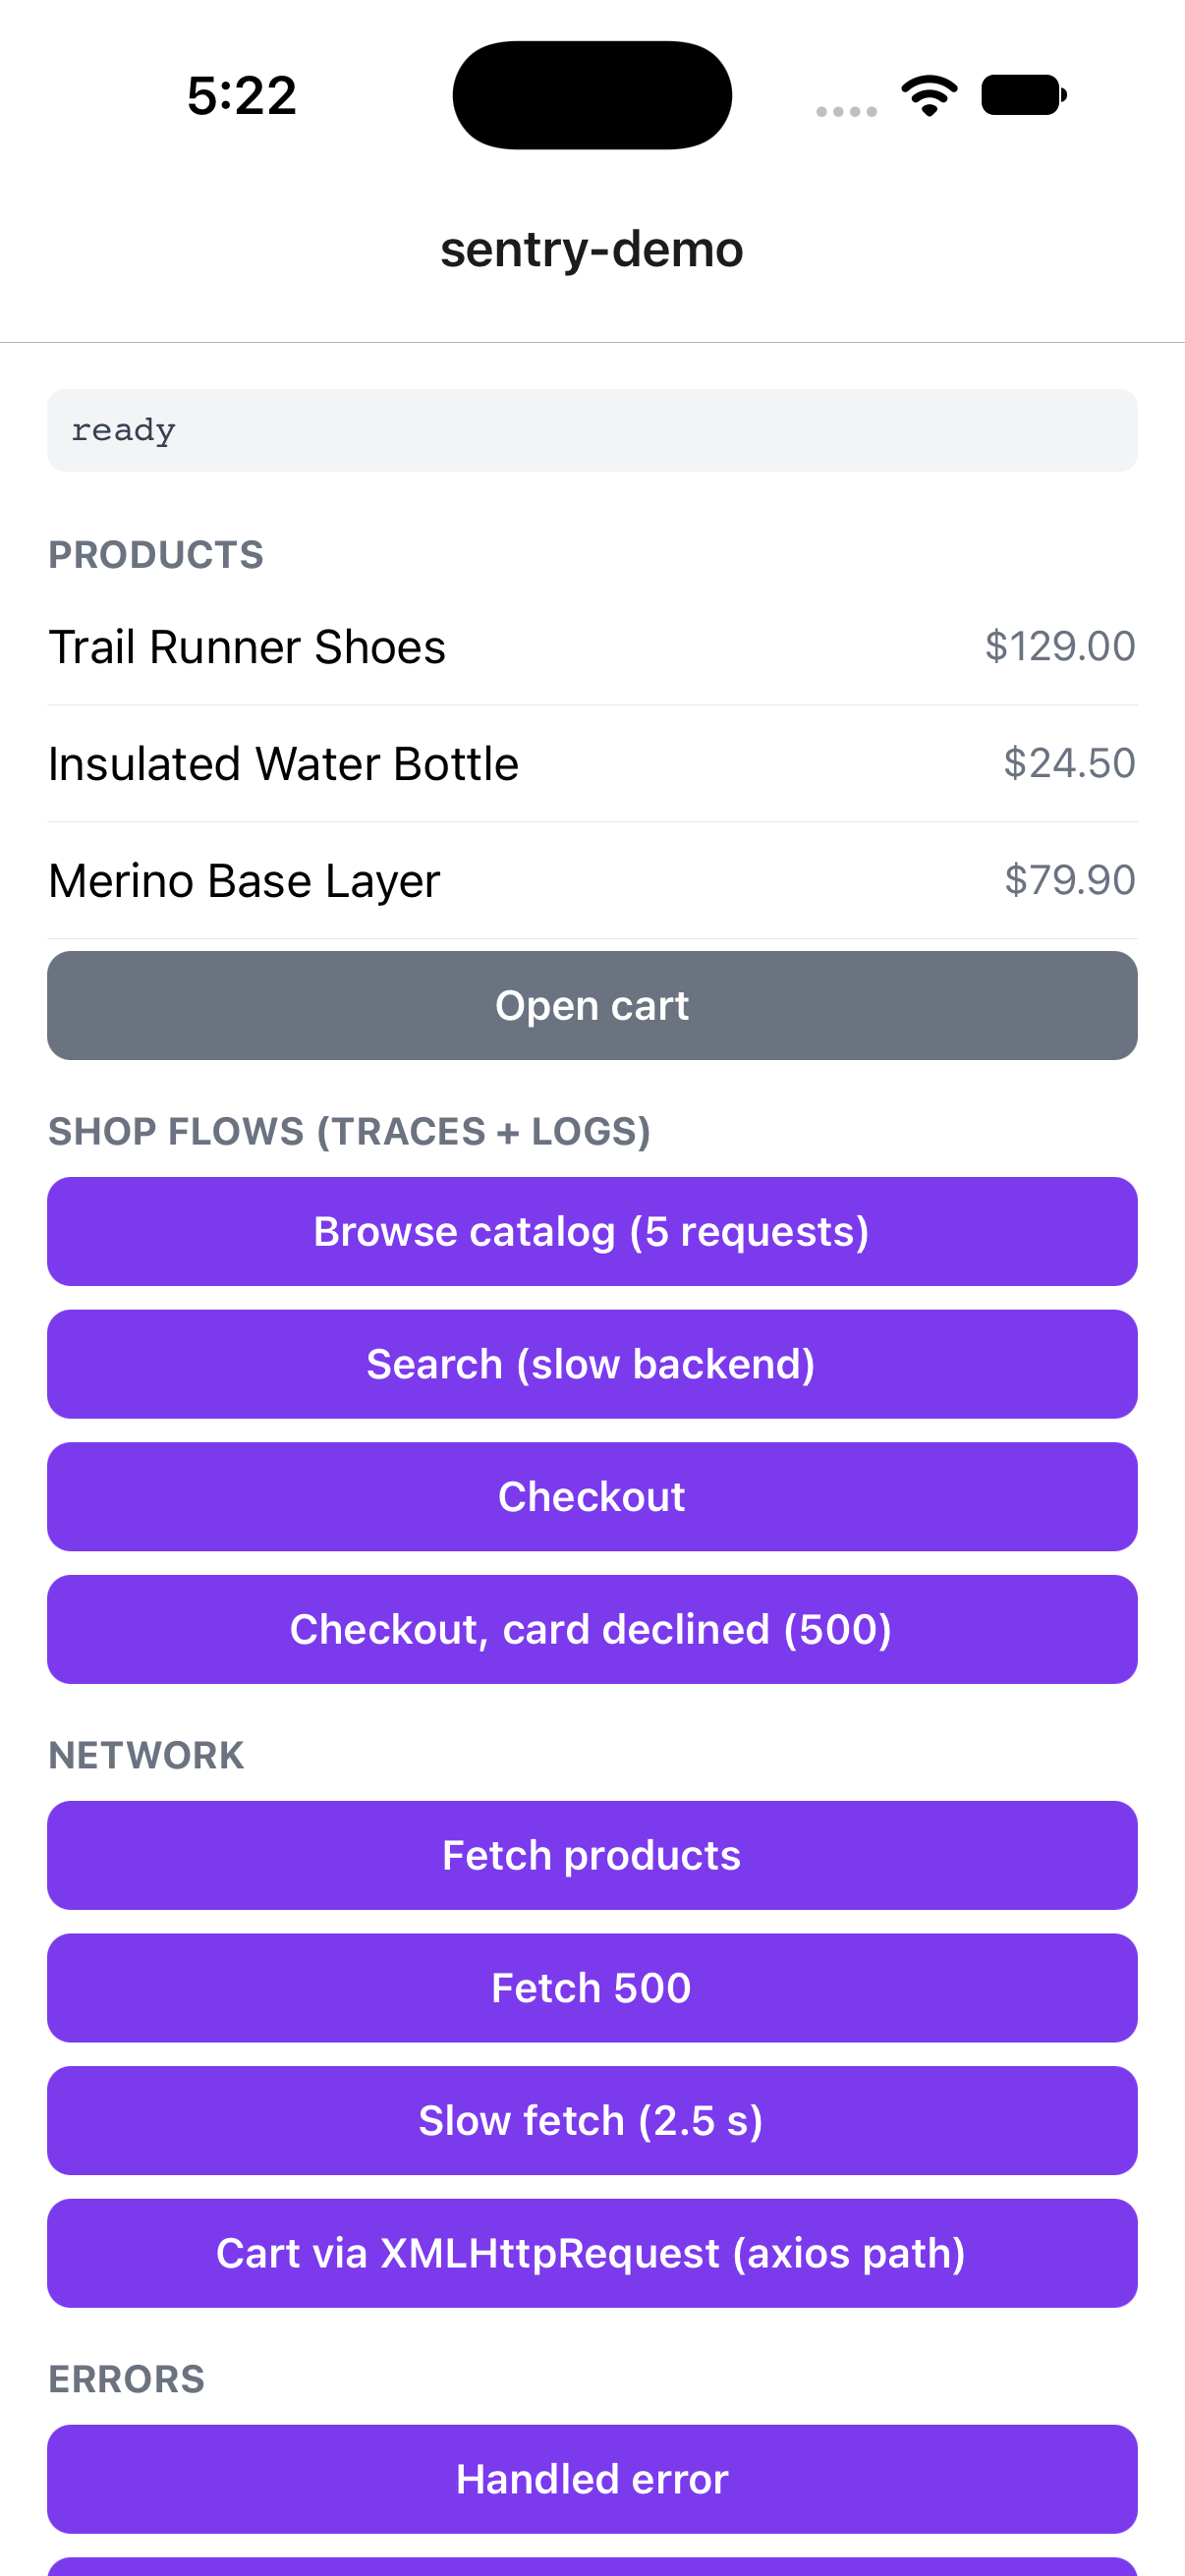 5:22
sentry-demo
ready
PRODUCTS
Trail Runner Shoes $129.00
Insulated Water Bottle $24.50
Merino Base Layer $79.90
Open cart
SHOP FLOWS (TRACES + LOGS)
Browse catalog (5 requests)
Search (slow backend)
Checkout
Checkout, card declined (500)
NETWORK
Fetch products
Fetch 500
Slow fetch (2.5 s)
Cart via XMLHttpRequest (axios path)
ERRORS
Handled error